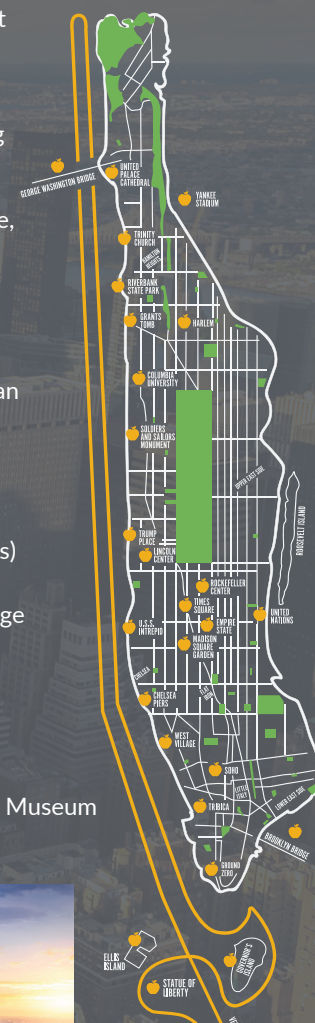 t
g
e,
an
s)
ge
Museum
GEORGE WASHINGTON BRIDGE
UNITED
PALACE
CATHEDRAL
YANKEE
STADIUM
TRINITY
CHURCH
HAMILTON
HEIGHTS
RIVERBANK
STATE PARK
GRANTS
TOMB
HARLEM
COLUMBIA
UNIVERSITY
SOLDIERS
AND SAILORS
MONUMENT
UPPER EAST SIDE
ROOSEVELT ISLAND
TRUMP
PLACE
LINCOLN
CENTER
ROCKEFELLER
CENTER
TIMES
SQUARE
UNITED
NATIONS
U.S.S.
INTREPID
EMPIRE
STATE
MADISON
SQUARE
GARDEN
CHELSEA
FLAT
IRON
CHELSEA
PIERS
WEST
VILLAGE
SOHO
LITTLE
ITALY
LOWER EAST SIDE
TRIBICA
BROOKLYN BRIDGE
GROUND
ZERO
ELLIS
ISLAND
GOVERNOR'S
ISLAND
STATUE OF
LIBERTY